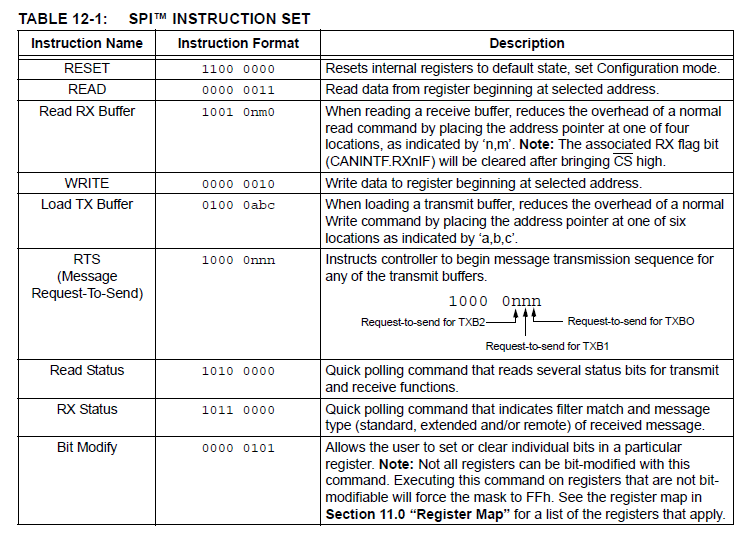 TABLE 12-1: SPI™ INSTRUCTION SET
Instruction Name Instruction Format Description
RESET 1100 0000 Resets internal registers to default state, set Configuration mode.
READ 0000 0011 Read data from register beginning at selected address.
Read RX Buffer 1001 0nm0 When reading a receive buffer, reduces the overhead of a normal
read command by placing the address pointer at one of four
locations, as indicated by ‘n,m’. Note: The associated RX flag bit
(CANINTF.RXnIF) will be cleared after bringing CS high.
WRITE 0000 0010 Write data to register beginning at selected address.
Load TX Buffer 0100 0abc When loading a transmit buffer, reduces the overhead of a normal
Write command by placing the address pointer at one of six
locations as indicated by ‘a,b,c’.
RTS 1000 0nnn Instructs controller to begin message transmission sequence for
(Message any of the transmit buffers.
Request-To-Send)
1000 0nnn
Request-to-send for TXB2 Request-to-send for TXBO
Request-to-send for TXB1
Read Status 1010 0000 Quick polling command that reads several status bits for transmit
and receive functions.
RX Status 1011 0000 Quick polling command that indicates filter match and message
type (standard, extended and/or remote) of received message.
Bit Modify 0000 0101 Allows the user to set or clear individual bits in a particular
register. Note: Not all registers can be bit-modified with this
command. Executing this command on registers that are not bit-
modifiable will force the mask to FFh. See the register map in
Section 11.0 “Register Map” for a list of the registers that apply.